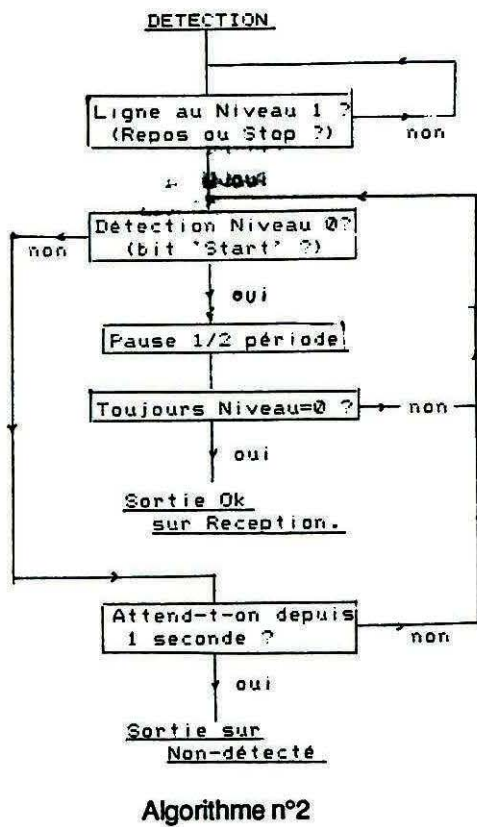 DETECTION
Ligne au Niveau 1 ?
(Repos ou Stop ?)
non
oui
Détection Niveau 0?
(bit 'Start' ?)
non
oui
Pause 1/2 période
Toujours Niveau=0 ?
non
oui
Sortie Ok
sur Reception.
Attend-t-on depuis
1 seconde ?
non
oui
Sortie sur
Non-détecté
Algorithme n°2